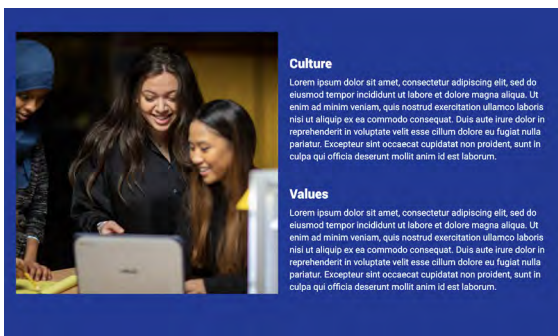 Culture
Lorem ipsum dolor sit amet, consectetur adipiscing elit, sed do
eiusmod tempor incididunt ut labore et dolore magna aliqua. Ut
enim ad minim veniam, quis nostrud exercitation ullamco laboris
nisi ut aliquip ex ea commodo consequat. Duis aute irure dolor in
reprehenderit in voluptate velit esse cillum dolore eu fugiat nulla
pariatur. Excepteur sint occaecat cupidatat non proident, sunt in
culpa qui officia deserunt mollit anim id est laborum.
Values
Lorem ipsum dolor sit amet, consectetur adipiscing elit, sed do
eiusmod tempor incididunt ut labore et dolore magna aliqua. Ut
enim ad minim veniam, quis nostrud exercitation ullamco laboris
nisi ut aliquip ex ea commodo consequat. Duis aute irure dolor in
reprehenderit in voluptate velit esse cillum dolore eu fugiat nulla
pariatur. Excepteur sint occaecat cupidatat non proident, sunt in
culpa qui officia deserunt mollit anim id est laborum.